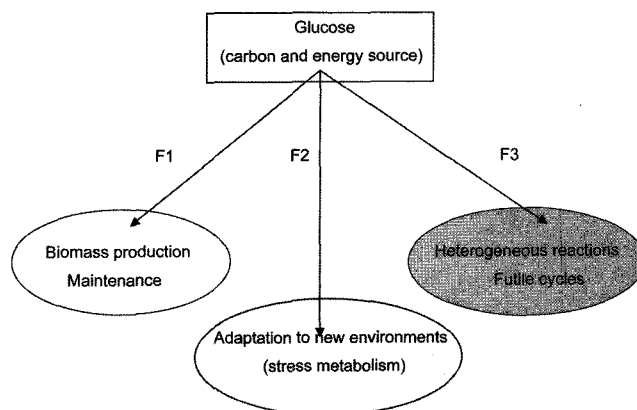 Glucose
(carbon and energy source)
F1
F2
F3
Biomass production
Maintenance
Heterogeneous reactions
Futile cycles
Adaptation to new environments
(stress metabolism)